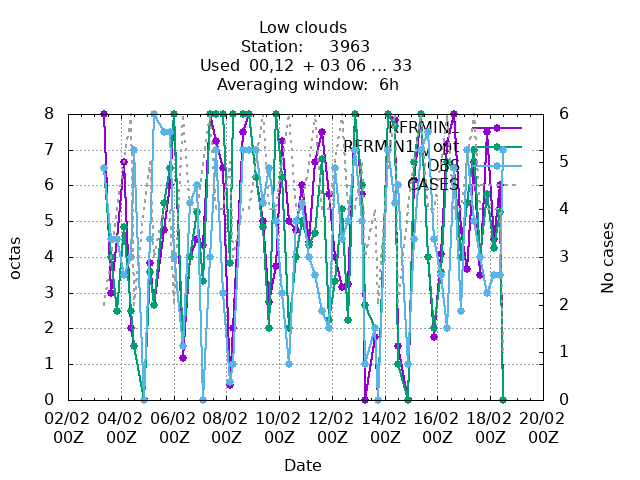 Low clouds
Station: 3963
Used 00,12 + 03 06 ... 33
Averaging window: 6h
octas
8
7
6
5
4
3
2
1
0
RFRMIN1
OBS
CASES
6
5
4
3
2
1
0
No cases
02/02 04/02 06/02 08/02 10/02 12/02 14/02 16/02 18/02 20/02
00Z 00Z 00Z 00Z 00Z 00Z 00Z 00Z 00Z 00Z
Date